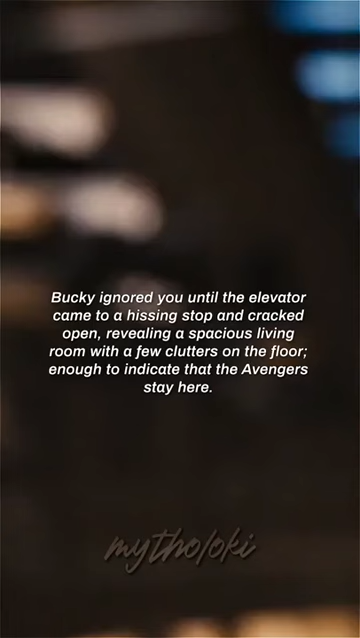 Bucky ignored you until the elevator
came to a hissing stop and cracked
open, revealing a spacious living
room with a few clutters on the floor;
enough to indicate that the Avengers
stay here.
mytholoki